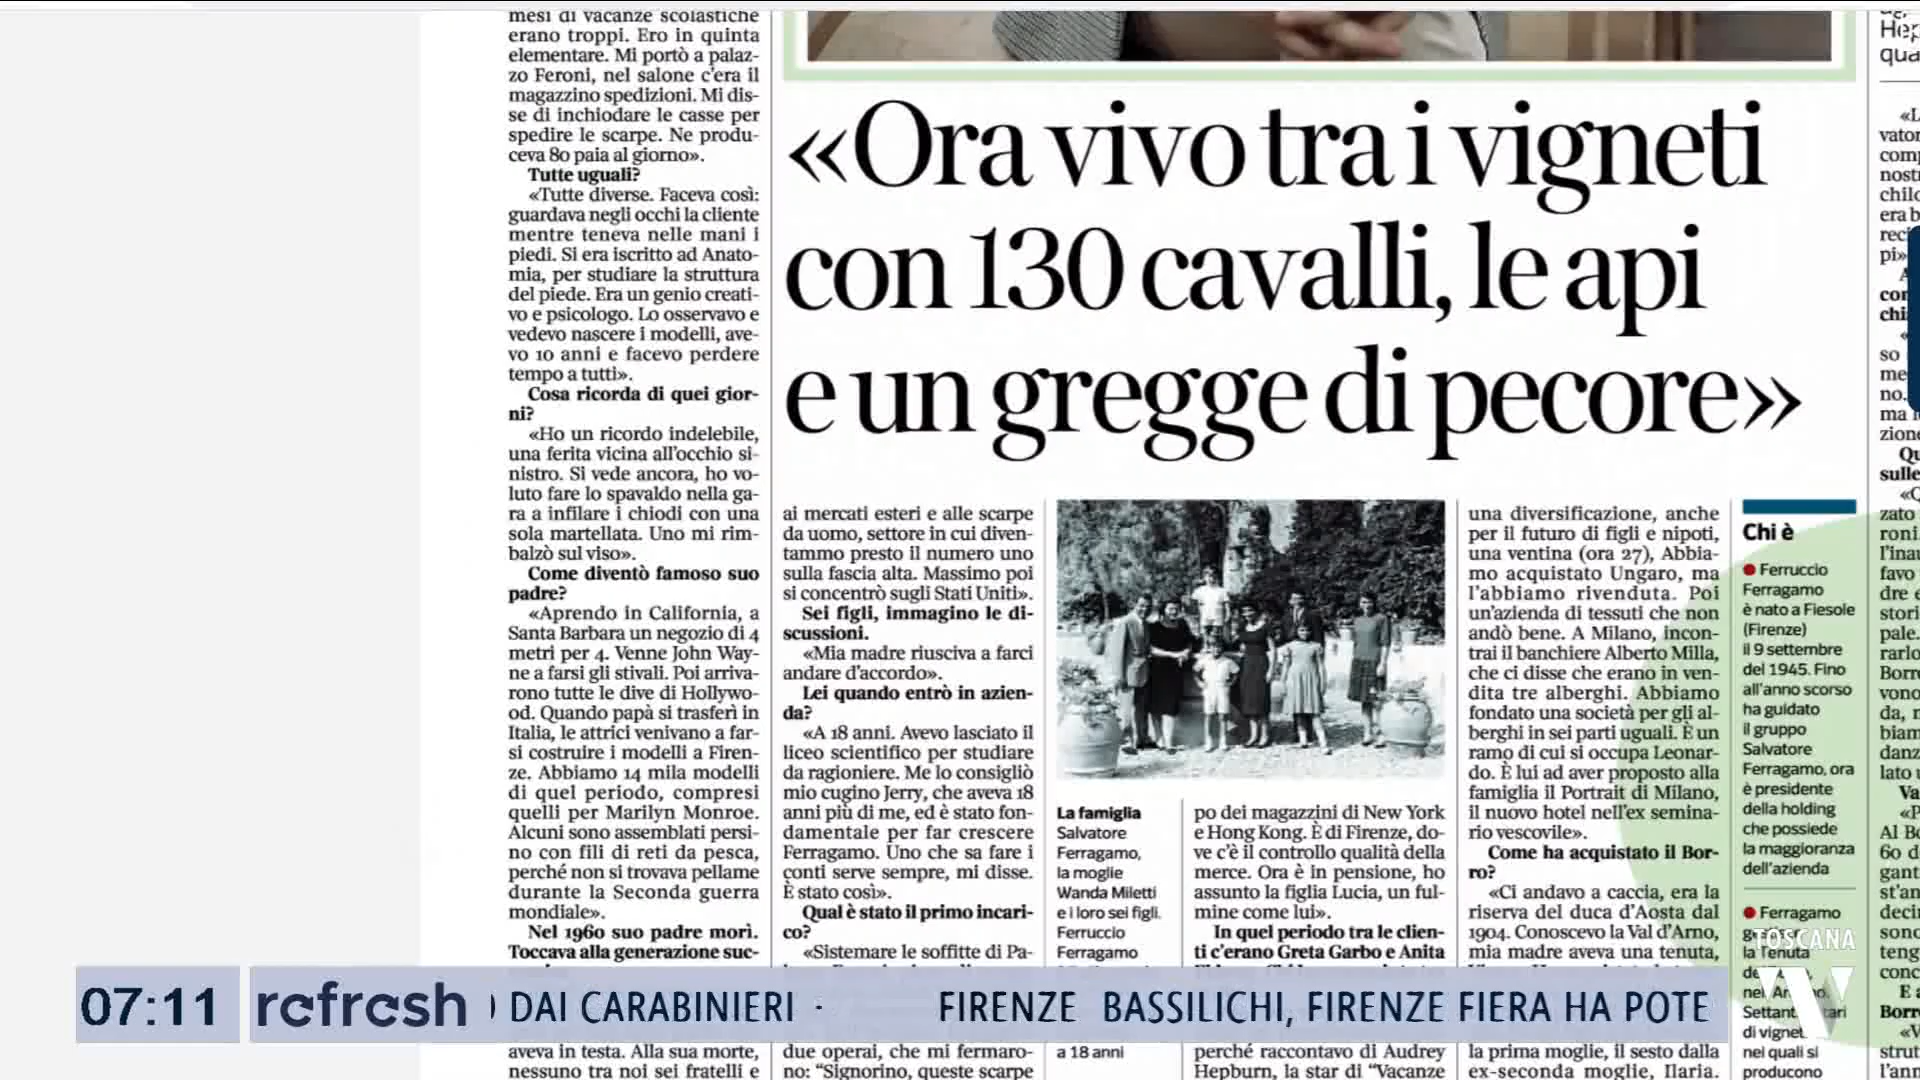 mesi di vacanze scolastiche
erano troppi. Ero in quinta
elementare. Mi portò a palaz-
zo Feroni, nel salone c'era il
magazzino spedizioni. Mi dis-
se di inchiodare le casse per
spedire le scarpe. Ne produ-
ceva 80 paia al giorno».
Tutte uguali?
«Tutte diverse. Faceva così:
guardava negli occhi la cliente
mentre teneva nelle mani i
piedi. Si era iscritto ad Anato-
mia, per studiare la struttura
del piede. Era un genio creati-
vo e psicologo. Lo osservavo e
vedevo nascere i modelli, ave-
vo 10 anni e facevo perdere
tempo a tutti».
Cosa ricorda di quei gior-
ni?
«Ho un ricordo indelebile,
una ferita vicina all'occhio si-
nistro. Si vede ancora, ho vo-
luto fare lo spavaldo nella ga-
ra a infilare i chiodi con una
sola martellata. Uno mi rim-
balzò sul viso».
Come diventò famoso suo
padre?
«Aprendo in California, a
Santa Barbara un negozio di 4
metri per 4. Venne John Way-
ne a farsi gli stivali. Poi arriva-
rono tutte le dive di Hollywo-
od. Quando papà si trasferì in
Italia, le attrici venivano a far-
si costruire i modelli a Firen-
ze. Abbiamo 14 mila modelli
di quel periodo, compresi
quelli per Marilyn Monroe.
Alcuni sono assemblati persi-
no con fili di reti da pesca,
perché non si trovava pellame
durante la Seconda guerra
mondiale».
Nel 1960 suo padre morì.
Toccava alla generazione suc-
aveva in testa. Alla sua morte,
nessuno tra noi sei fratelli e
«Ora vivo tra i vigneti
con 130 cavalli, le api
e un gregge di pecore»
ai mercati esteri e alle scarpe
da uomo, settore in cui diven-
tammo presto il numero uno
sulla fascia alta. Massimo poi
si concentrò sugli Stati Uniti».
Sei figli, immagino le di-
scussioni.
«Mia madre riusciva a farci
andare d'accordo».
Lei quando entrò in azien-
da?
«A 18 anni. Avevo lasciato il
liceo scientifico per studiare
da ragioniere. Me lo consigliò
mio cugino Jerry, che aveva 18
anni più di me, ed è stato fon-
damentale per far crescere
Ferragamo. Uno che sa fare i
conti serve sempre, mi disse.
È stato così».
Qual è stato il primo incari-
co?
«Sistemare le soffitte di Pa-
due operai, che mi fermaro-
no: "Signorino, queste scarpe
La famiglia
Salvatore
Ferragamo,
la moglie
Wanda Miletti
e i loro sei figli.
Ferruccio
Ferragamo
a 18 anni
po dei magazzini di New York
e Hong Kong. È di Firenze, do-
ve c'è il controllo qualità della
merce. Ora è in pensione, ho
assunto la figlia Lucia, un ful-
mine come lui».
In quel periodo tra le clien-
ti c'erano Greta Garbo e Anita
perché raccontavo di Audrey
Hepburn, la star di "Vacanze
una diversificazione, anche
per il futuro di figli e nipoti,
una ventina (ora 27), Abbia-
mo acquistato Ungaro, ma
l'abbiamo rivenduta. Poi
un'azienda di tessuti che non
andò bene. A Milano, incon-
trai il banchiere Alberto Milla,
che ci disse che erano in ven-
dita tre alberghi. Abbiamo
fondato una società per gli al-
berghi in sei parti uguali. È un
ramo di cui si occupa Leonar-
do. È lui ad aver proposto alla
famiglia il Portrait di Milano,
il nuovo hotel nell'ex semina-
rio vescovile».
Come ha acquistato il Bor-
ro?
«Ci andavo a caccia, era la
riserva del duca d'Aosta dal
1904. Conoscevo la Val d'Arno,
mia madre aveva una tenuta,
la prima moglie, il sesto dalla
ex-seconda moglie, Ilaria.
Chi è
● Ferruccio
Ferragamo
è nato a Fiesole
(Firenze)
il 9 settembre
del 1945. Fino
all'anno scorso
ha guidato
il gruppo
Salvatore
Ferragamo, ora
è presidente
della holding
che possiede
la maggioranza
dell'azienda
● Ferragamo
la Tenuta
di vigneti
nei quali si
producono
TOSCANA
07:11 refresh DAI CARABINIERI · FIRENZE BASSILICHI, FIRENZE FIERA HA POTE